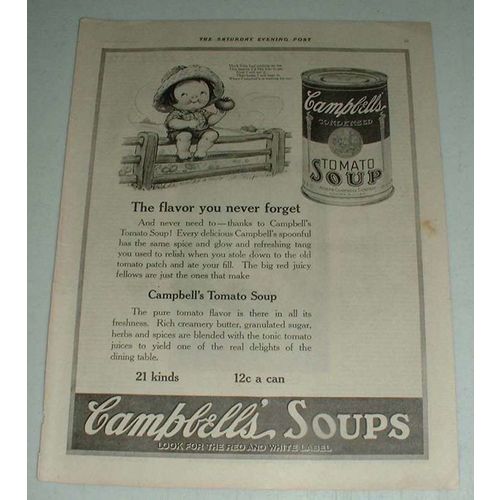 THE SATURDAY EVENING POST
Campbell's
CONDENSED
TOMATO
SOUP
The flavor you never forget
And never need to—thanks to Campbell's
Tomato Soup! Every delicious Campbell's spoonful
has the same spice and glow and refreshing tang
you used to relish when you stole down to the old
tomato patch and ate your fill. The big red juicy
fellows are just the ones that make
Campbell's Tomato Soup
The pure tomato flavor is there in all its
freshness. Rich creamery butter, granulated sugar,
herbs and spices are blended with the tonic tomato
juices to yield one of the real delights of the
dining table.
21 kinds 12c a can
Campbell's SOUPS
LOOK FOR THE RED AND WHITE LABEL